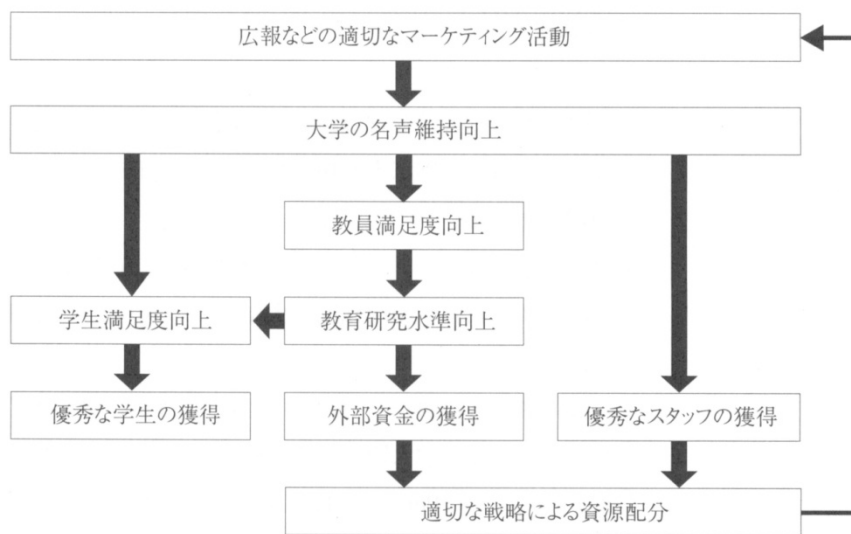 広報などの適切なマーケティング活動
大学の名声維持向上
教員満足度向上
学生満足度向上
教育研究水準向上
優秀な学生の獲得
外部資金の獲得
優秀なスタッフの獲得
適切な戦略による資源配分